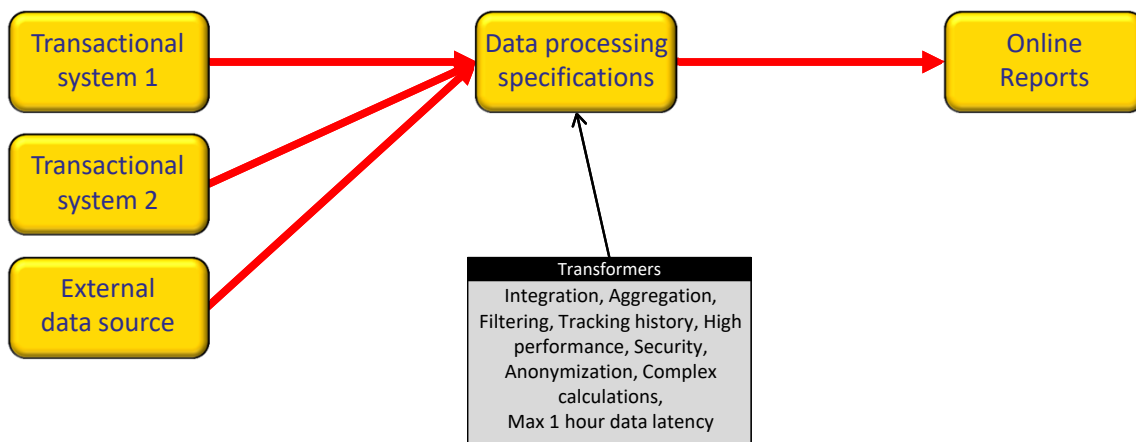 Transactional
system 1
Data processing
specifications
Online
Reports
Transactional
system 2
External
data source
Transformers
Integration, Aggregation,
Filtering, Tracking history, High
performance, Security,
Anonymization, Complex
calculations,
Max 1 hour data latency